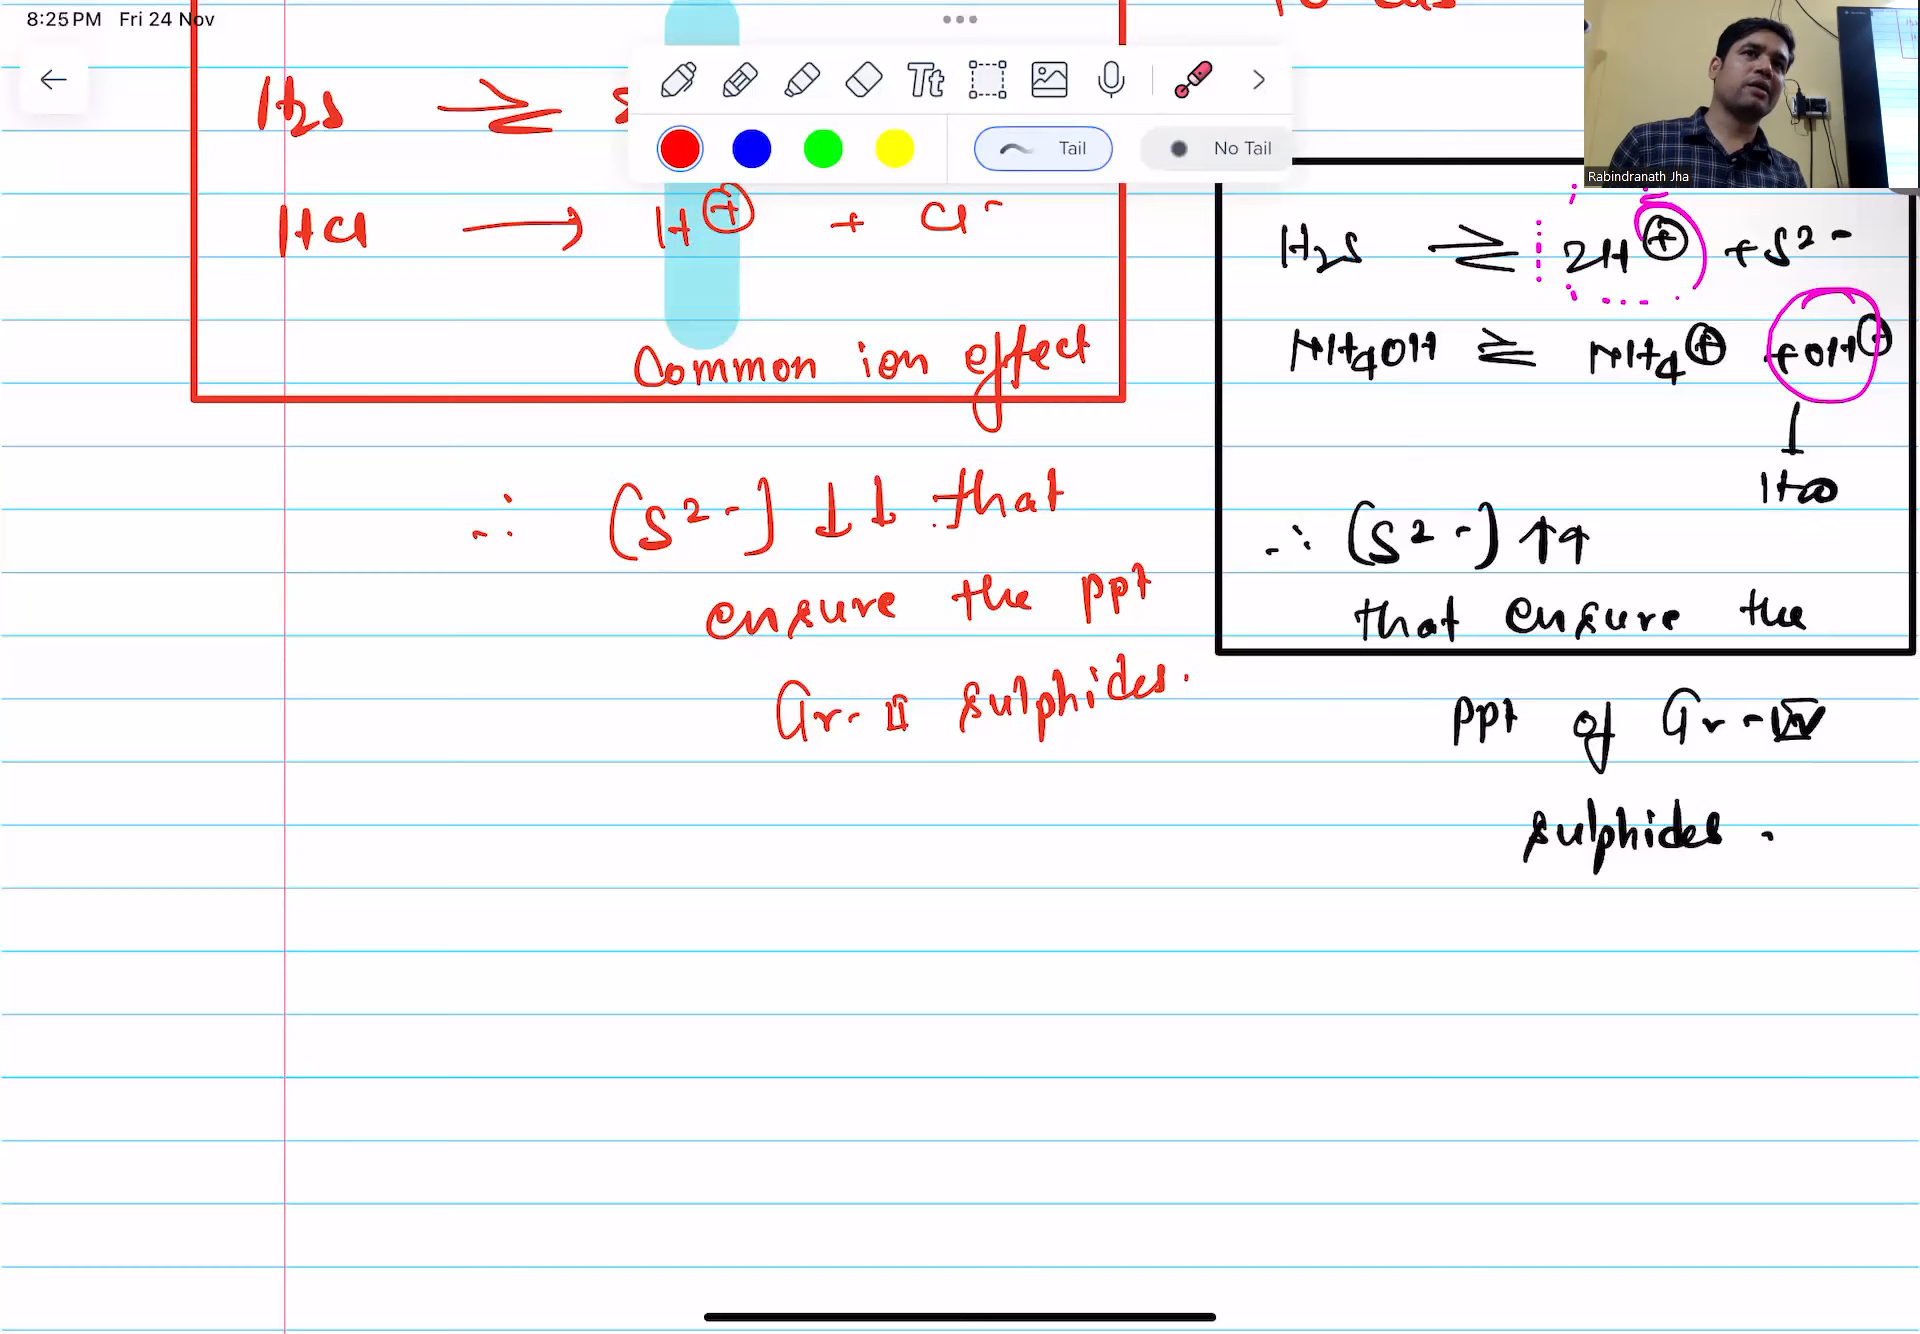 8:25 PM Fri 24 Nov
Tt
Tail
No Tail
Rabindranath Jha
H2S ⇌
HCl ⟶ H⊕ + Cl-
Common ion effect
∴ (S2-] ↓↓ that
ensure the ppt
Gr-II sulphides.
H2S ⇌ 2H⊕ + S2-
NH4OH ⇌ NH4⊕ + OH⊖
↓
H2O
∴ (S2-) ↑↑
that ensure the
ppt of Gr-IV
sulphides.